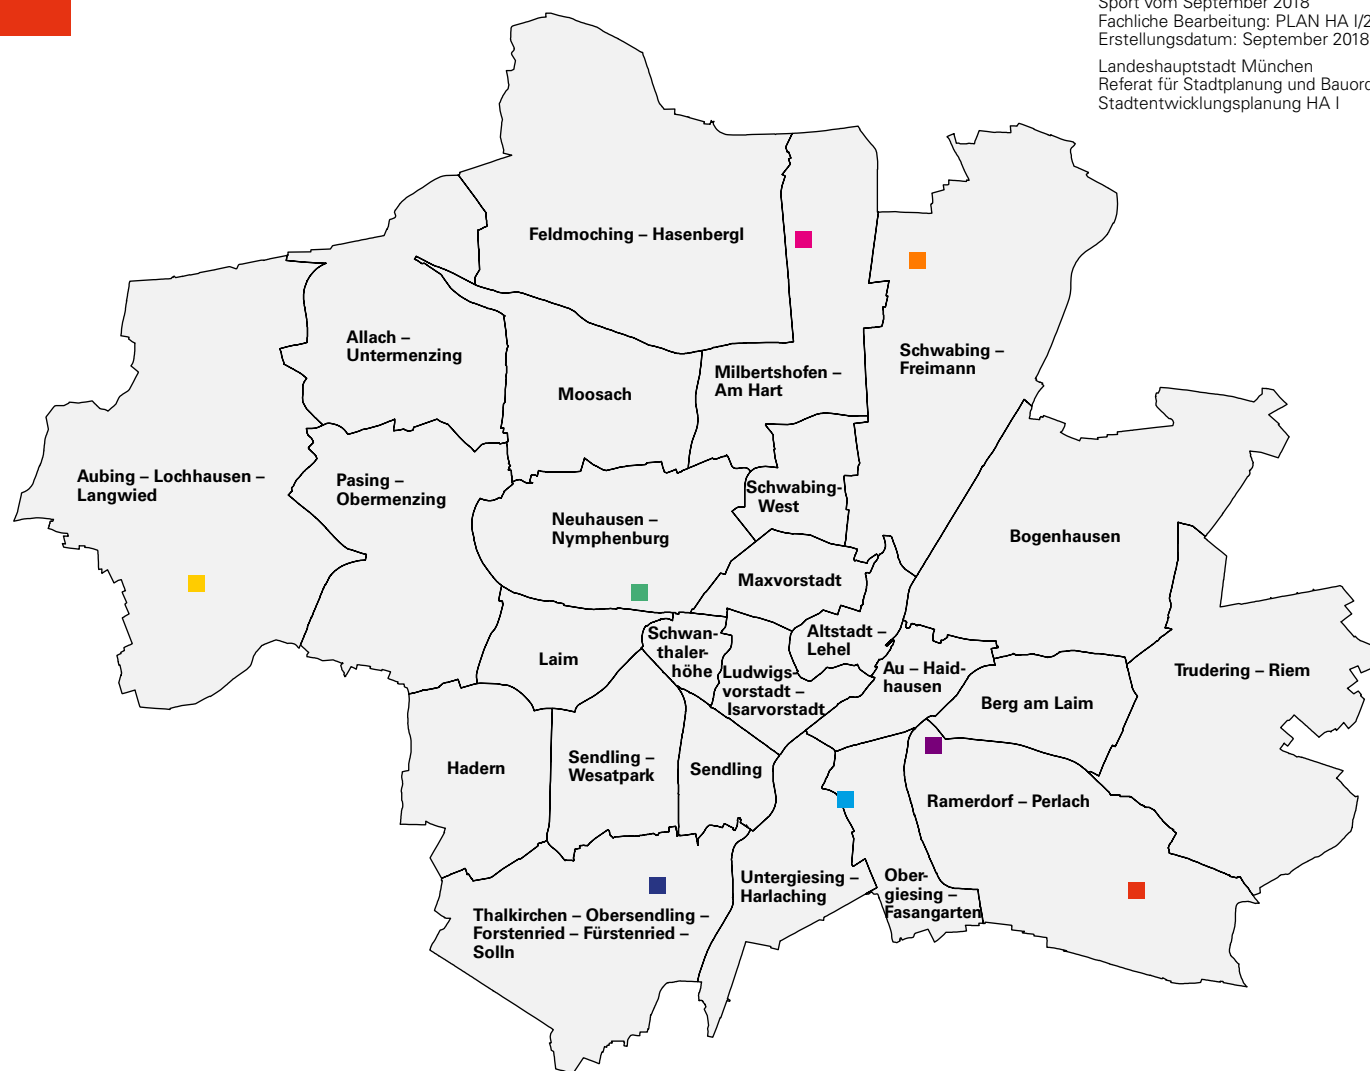 Sport vom September 2018
Fachliche Bearbeitung: PLAN HA I/2
Erstellungsdatum: September 2018
Landeshauptstadt München
Referat für Stadtplanung und Bauord
Stadtentwicklungsplanung HA I
Feldmoching – Hasenbergl
Allach –
Untermenzing
Moosach
Milbertshofen –
Am Hart
Schwabing –
Freimann
Aubing – Lochhausen –
Langwied
Pasing –
Obermenzing
Neuhausen –
Nymphenburg
Schwabing-
West
Bogenhausen
Maxvorstadt
Laim
Schwan-
thaler-
höhe
Ludwigs-
vorstadt –
Isarvorstadt
Altstadt –
Lehel
Au – Haid-
hausen
Berg am Laim
Trudering – Riem
Hadern
Sendling –
Wesatpark
Sendling
Ramerdorf – Perlach
Thalkirchen – Obersendling –
Forstenried – Fürstenried –
Solln
Untergiesing –
Harlaching
Ober-
giesing –
Fasangarten